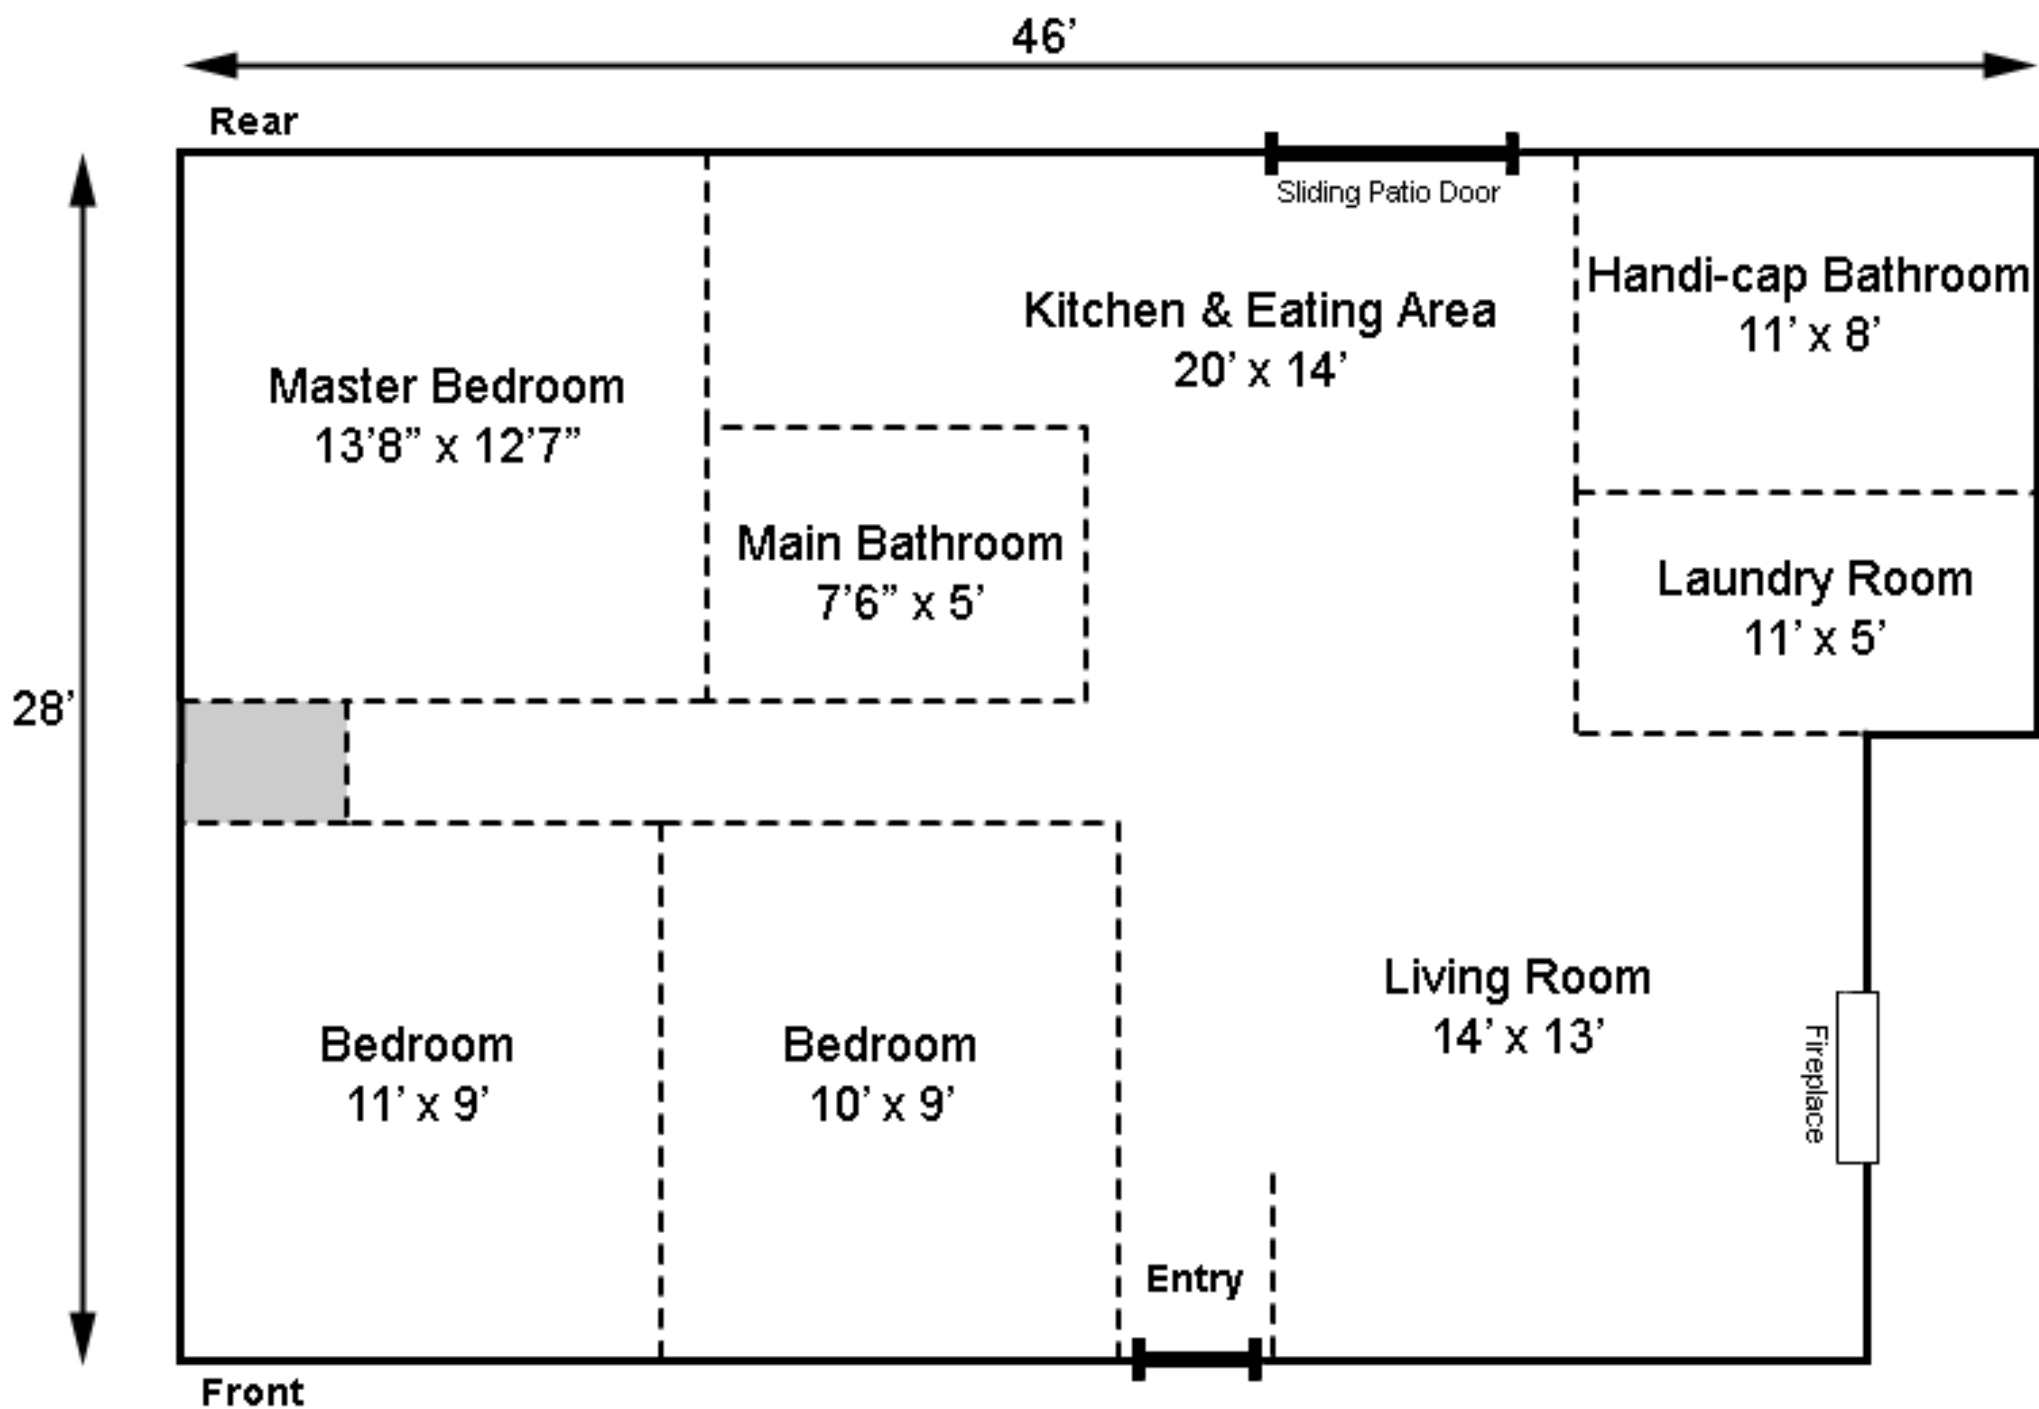 46’
Rear
Sliding Patio Door
Handi-cap Bathroom
11’ x 8’
Kitchen & Eating Area
20’ x 14’
Master Bedroom
13’8” x 12’7”
Main Bathroom
7’6” x 5’
Laundry Room
11’ x 5’
28’
Living Room
14’ x 13’
Bedroom
11’ x 9’
Bedroom
10’ x 9’
Fireplace
Entry
Front